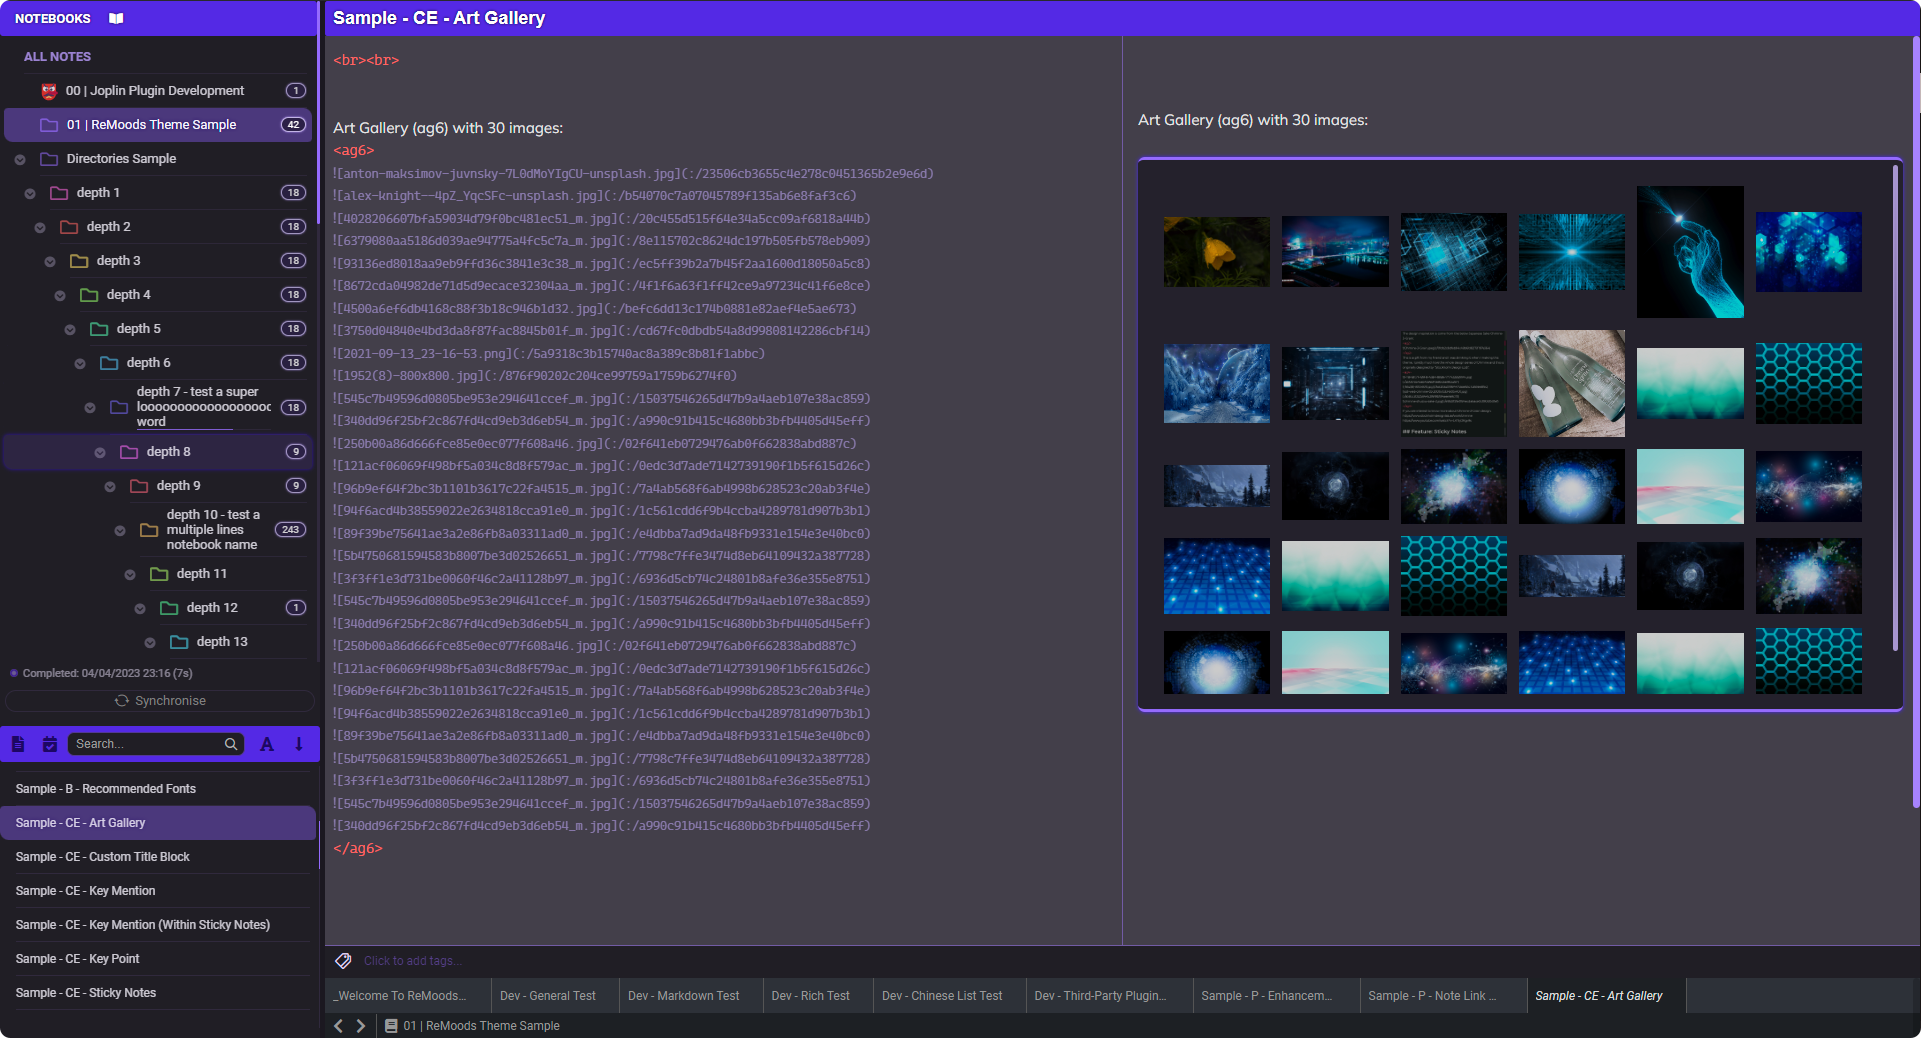 NOTEBOOKS
ALL NOTES
00 | Joplin Plugin Development
1
01 | ReMoods Theme Sample
42
Directories Sample
depth 1
18
depth 2
18
depth 3
18
depth 4
18
depth 5
18
depth 6
18
depth 7 - test a super
looooooooooooooooooc
word
18
depth 8
9
depth 9
9
depth 10 - test a
multiple lines
notebook name
243
depth 11
depth 12
1
depth 13
Completed: 04/04/2023 23:16 (7s)
Synchronise
Search...
A
Sample - B - Recommended Fonts
Sample - CE - Art Gallery
Sample - CE - Custom Title Block
Sample - CE - Key Mention
Sample - CE - Key Mention (Within Sticky Notes)
Sample - CE - Key Point
Sample - CE - Sticky Notes
Sample - CE - Art Gallery
<br><br>
Art Gallery (ag6) with 30 images:
<ag6>
![anton-maksimov-juvnsky-7L0dMoYIgCU-unsplash.jpg](:/23506cb3655c4e278c0451365b2e9e6d)
![alex-knight--4pZ_YqcSFc-unsplash.jpg](:/b54070c7a07045789f135ab6e8faf3c6)
![4028206607bfa59034d79f0bc481ec51_m.jpg](:/20c455d515f64e34a5cc09af6818a44b)
![6379080aa5186d039ae94775a4fc5c7a_m.jpg](:/8e115702c8624dc197b505fb578eb909)
![93136ed8018aa9eb9ffd36c3841e3c38_m.jpg](:/ec5ff39b2a7b45f2aa1600d18050a5c8)
![8672cda04982de71d5d9ecace32304aa_m.jpg](:/4f1f6a63f1ff42ce9a97234c41f6e8ce)
![4500a6ef6db4168c88f3b18c946b1d32.jpg](:/befc6dd13c174b0881e82aef4e5ae673)
![3750d04840e4bd3da8f87fac8845b01f_m.jpg](:/cd67fc0dbdb54a8d99808142286cbf14)
![2021-09-13_23-16-53.png](:/5a9318c3b15740ac8a389c8b81f1abbc)
![1952(8)-800x800.jpg](:/876f90202c204ce99759a1759b6274f0)
![545c7b49596d0805be953e294641ccef_m.jpg](:/15037546265d47b9a4aeb107e38ac859)
![340dd96f25bf2c867fd4cd9eb3d6eb54_m.jpg](:/a990c91b415c4680bb3bfb4405d45eff)
![250b00a86d666fce85e0ec077f608a46.jpg](:/02f641eb0729476ab0f662838abd887c)
![121acf06069f498bf5a034c8d8f579ac_m.jpg](:/0edc3d7ade7142739190f1b5f615d26c)
![96b9ef64f2bc3b1101b3617c22fa4515_m.jpg](:/7a4ab568f6ab4998b628523c20ab3f4e)
![94f6acd4b38559022e2634818cca91e0_m.jpg](:/1c561cdd6f9b4ccba4289781d907b3b1)
![89f39be75641ae3a2e86fb8a03311ad0_m.jpg](:/e4dbba7ad9da48fb9331e154e3e40bc0)
![5b4750681594583b8007be3d02526651_m.jpg](:/7798c7ffe3474d8eb64109432a387728)
![3f3ff1e3d731be0060f46c2a41128b97_m.jpg](:/6936d5cb74c24801b8afe36e355e8751)
![545c7b49596d0805be953e294641ccef_m.jpg](:/15037546265d47b9a4aeb107e38ac859)
![340dd96f25bf2c867fd4cd9eb3d6eb54_m.jpg](:/a990c91b415c4680bb3bfb4405d45eff)
![250b00a86d666fce85e0ec077f608a46.jpg](:/02f641eb0729476ab0f662838abd887c)
![121acf06069f498bf5a034c8d8f579ac_m.jpg](:/0edc3d7ade7142739190f1b5f615d26c)
![96b9ef64f2bc3b1101b3617c22fa4515_m.jpg](:/7a4ab568f6ab4998b628523c20ab3f4e)
![94f6acd4b38559022e2634818cca91e0_m.jpg](:/1c561cdd6f9b4ccba4289781d907b3b1)
![89f39be75641ae3a2e86fb8a03311ad0_m.jpg](:/e4dbba7ad9da48fb9331e154e3e40bc0)
![5b4750681594583b8007be3d02526651_m.jpg](:/7798c7ffe3474d8eb64109432a387728)
![3f3ff1e3d731be0060f46c2a41128b97_m.jpg](:/6936d5cb74c24801b8afe36e355e8751)
![545c7b49596d0805be953e294641ccef_m.jpg](:/15037546265d47b9a4aeb107e38ac859)
![340dd96f25bf2c867fd4cd9eb3d6eb54_m.jpg](:/a990c91b415c4680bb3bfb4405d45eff)
</ag6>
Art Gallery (ag6) with 30 images:
## Feature: Sticky Notes
Click to add tags...
_Welcome To ReMoods...
Dev - General Test
Dev - Markdown Test
Dev - Rich Test
Dev - Chinese List Test
Dev - Third-Party Plugin...
Sample - P - Enhancem...
Sample - P - Note Link ...
Sample - CE - Art Gallery
01 | ReMoods Theme Sample